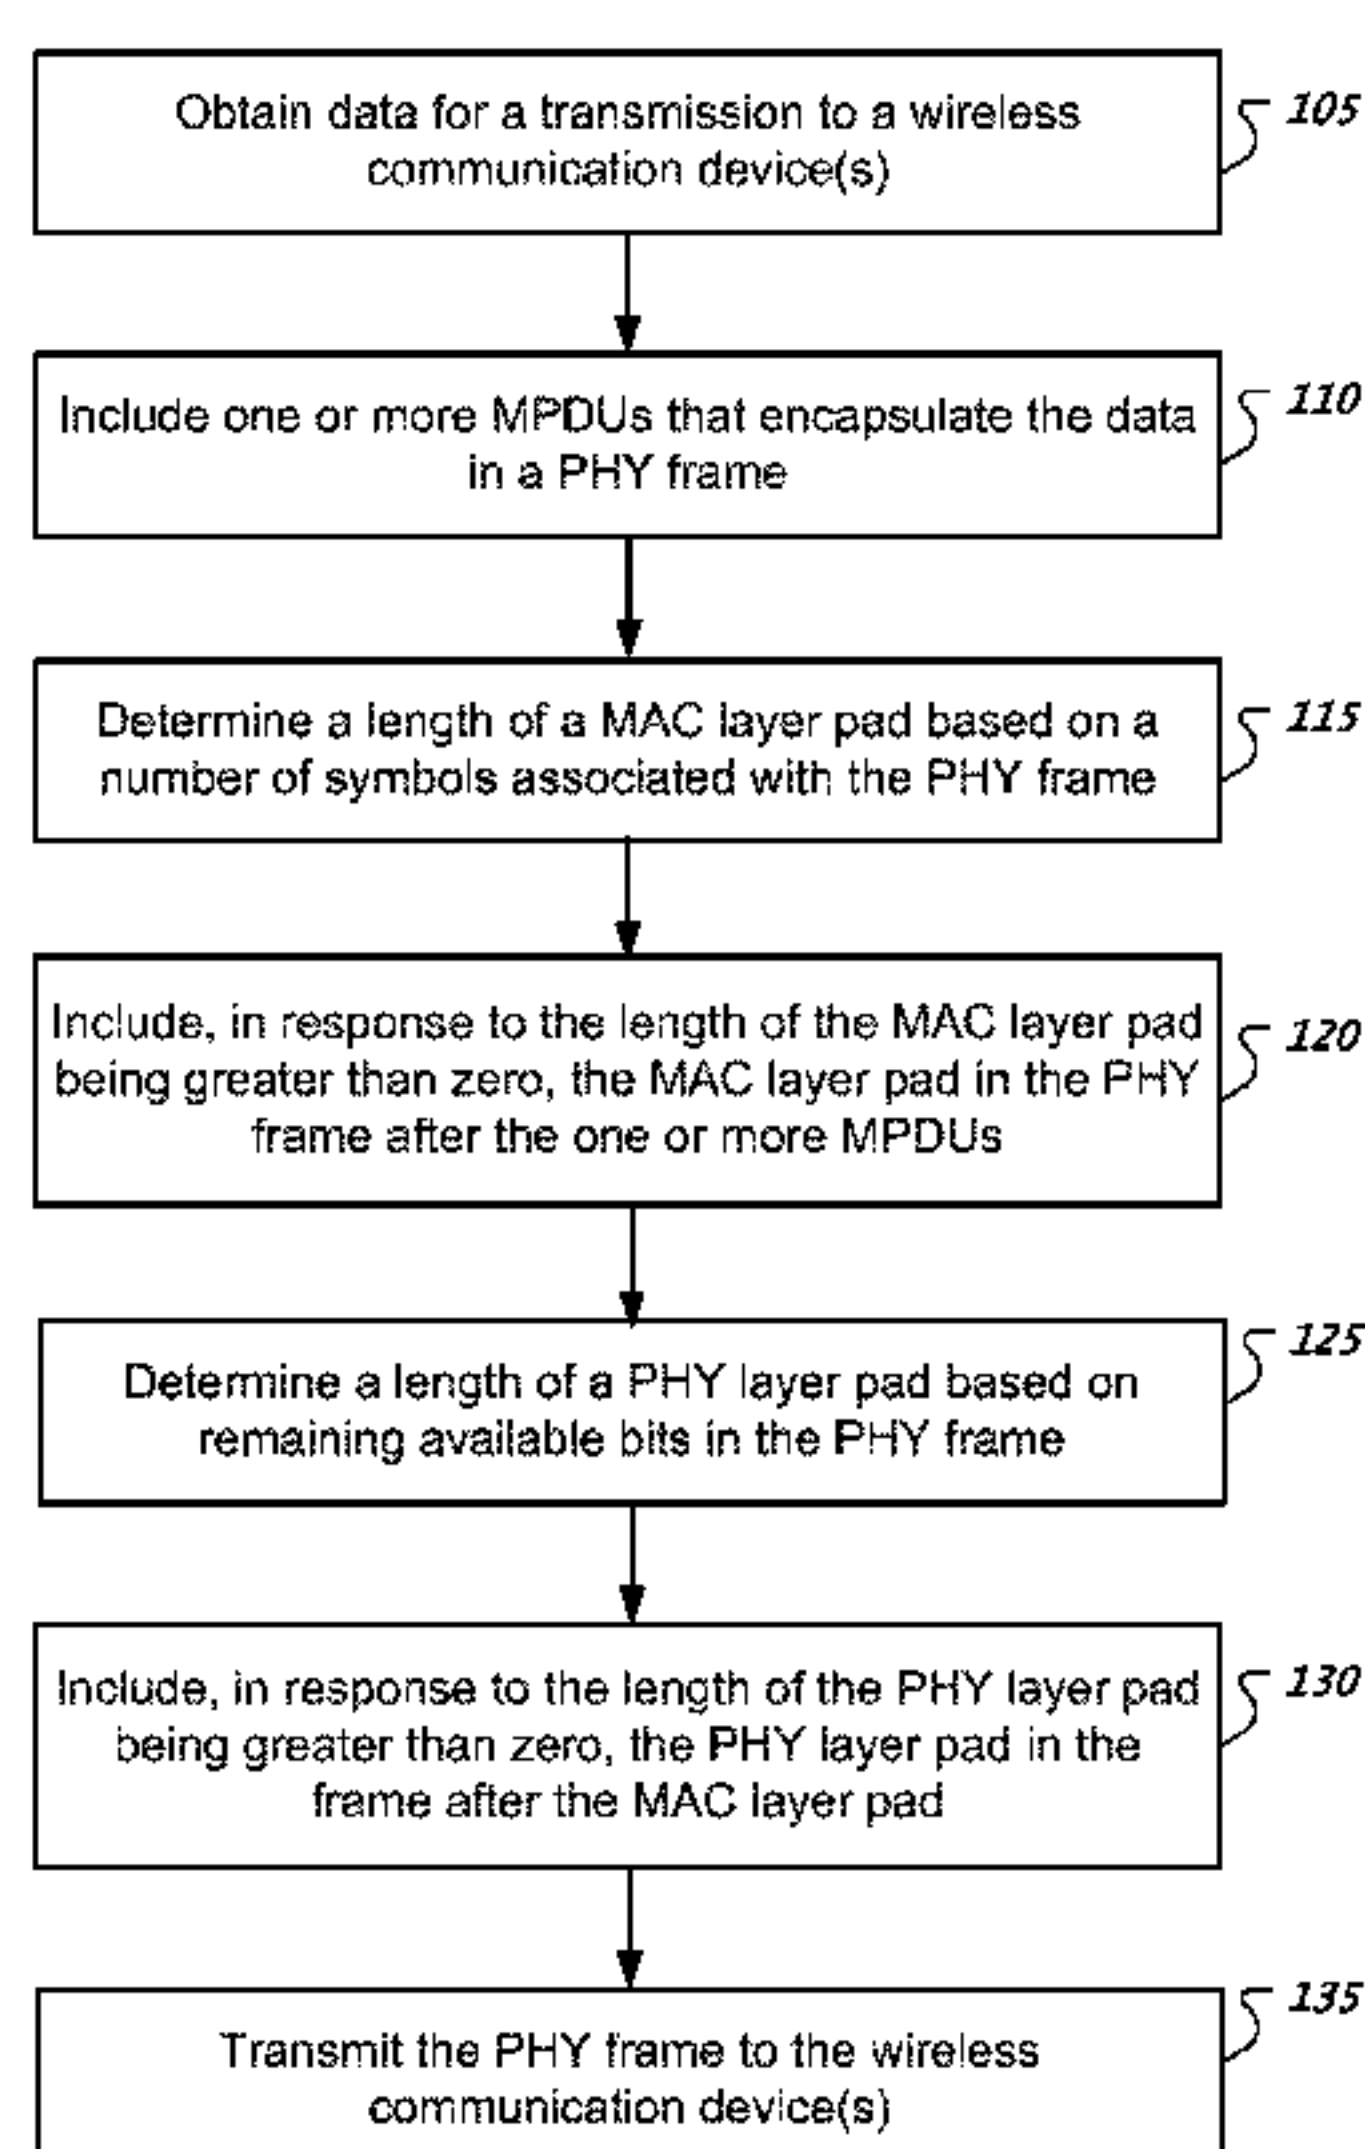 Obtain data for a transmission to a wireless
communication device(s)
105
Include one or more MPDUs that encapsulate the data
in a PHY frame
110
Determine a length of a MAC layer pad based on a
number of symbols associated with the PHY frame
115
Include, in response to the length of the MAC layer pad
being greater than zero, the MAC layer pad in the PHY
frame after the one or more MPDUs
120
Determine a length of a PHY layer pad based on
remaining available bits in the PHY frame
125
Include, in response to the length of the PHY layer pad
being greater than zero, the PHY layer pad in the
frame after the MAC layer pad
130
Transmit the PHY frame to the wireless
communication device(s)
135